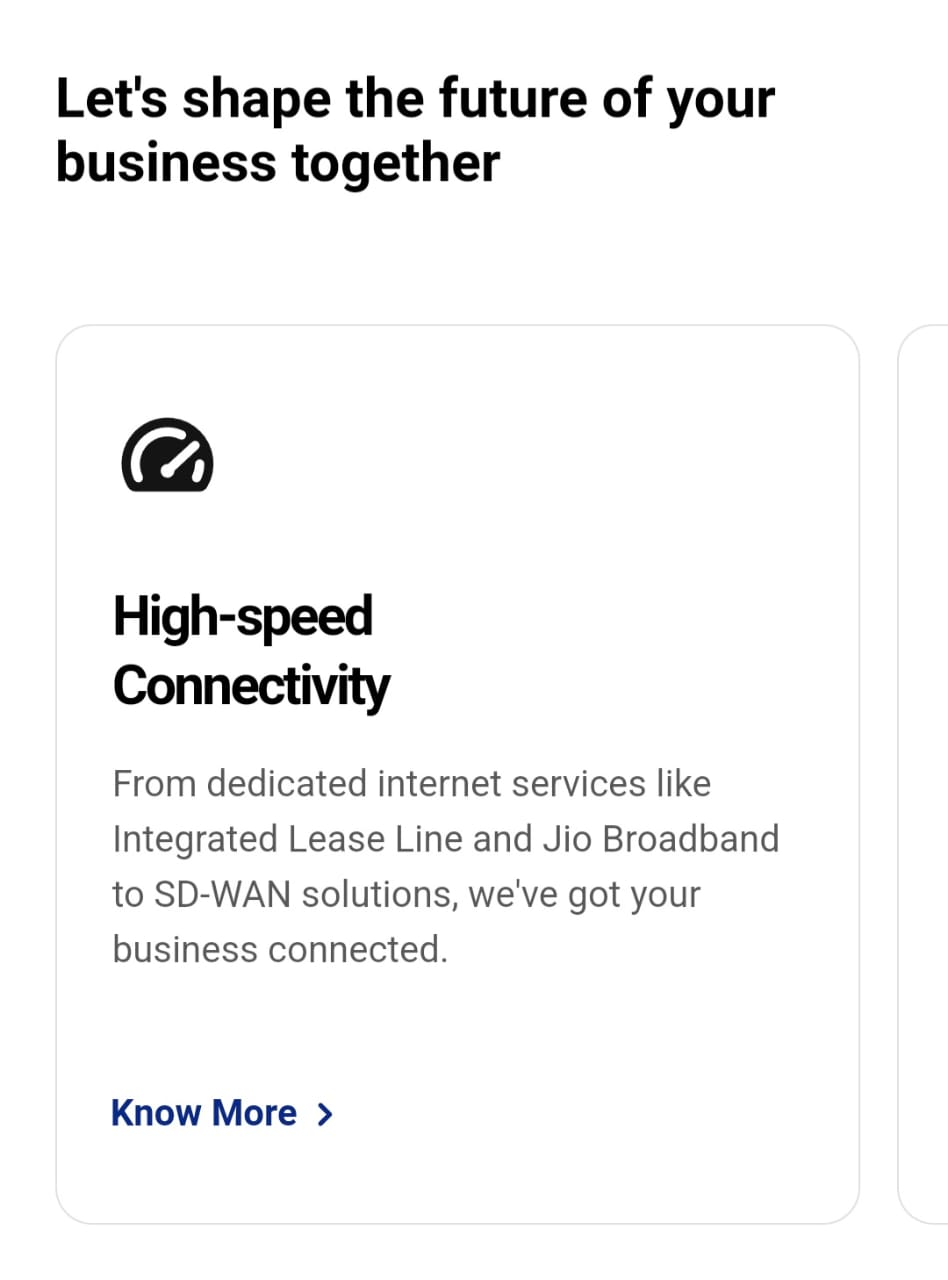 Let's shape the future of your
business together
High-speed
Connectivity
From dedicated internet services like
Integrated Lease Line and Jio Broadband
to SD-WAN solutions, we've got your
business connected.
Know More